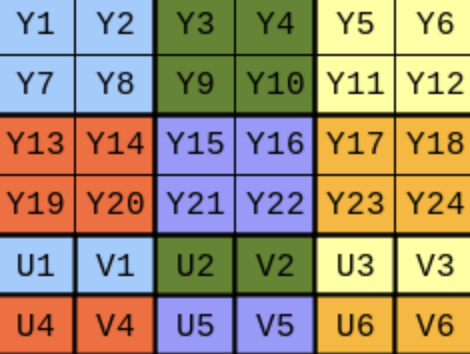 Y1 Y2 Y3 Y4 Y5 Y6
Y7 Y8 Y9 Y10 Y11 Y12
Y13 Y14 Y15 Y16 Y17 Y18
Y19 Y20 Y21 Y22 Y23 Y24
U1 V1 U2 V2 U3 V3
U4 V4 U5 V5 U6 V6